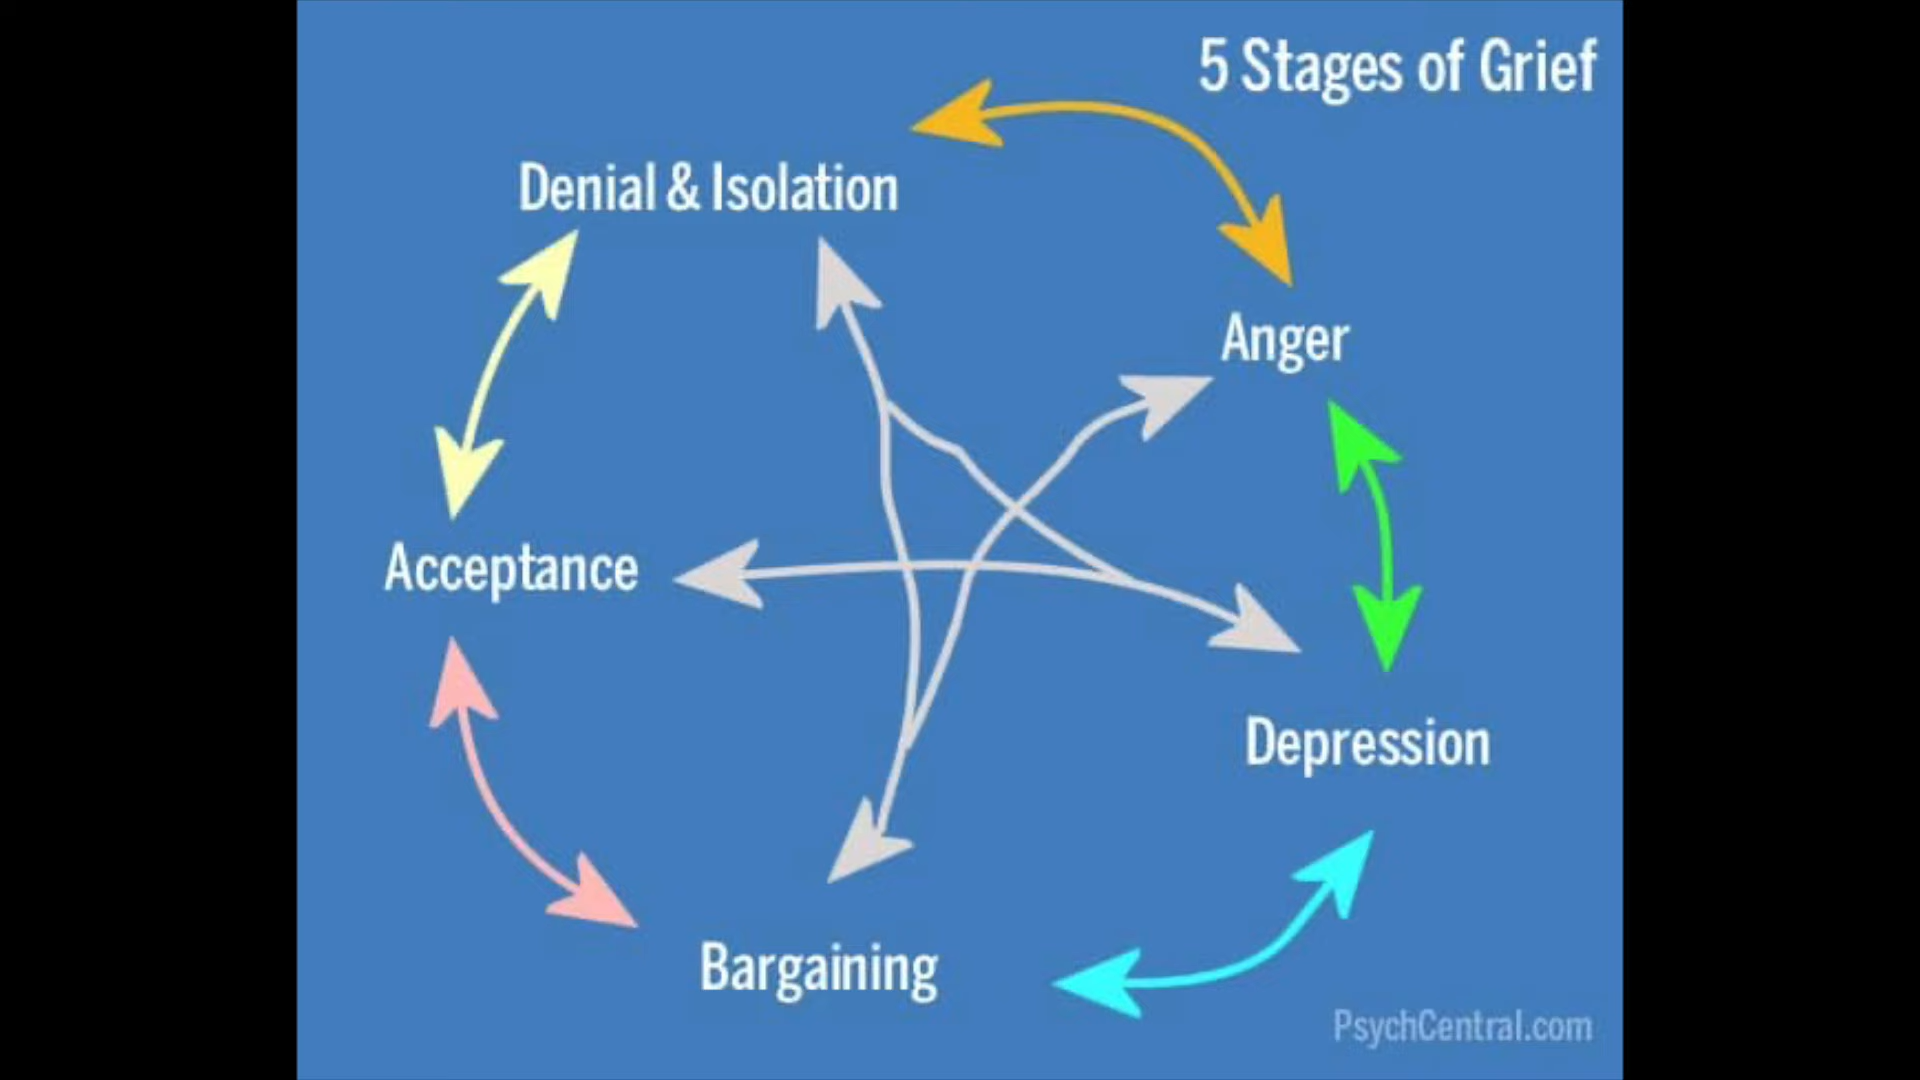 5 Stages of Grief
Denial & Isolation
Anger
Acceptance
Depression
Bargaining
PsychCentral.com